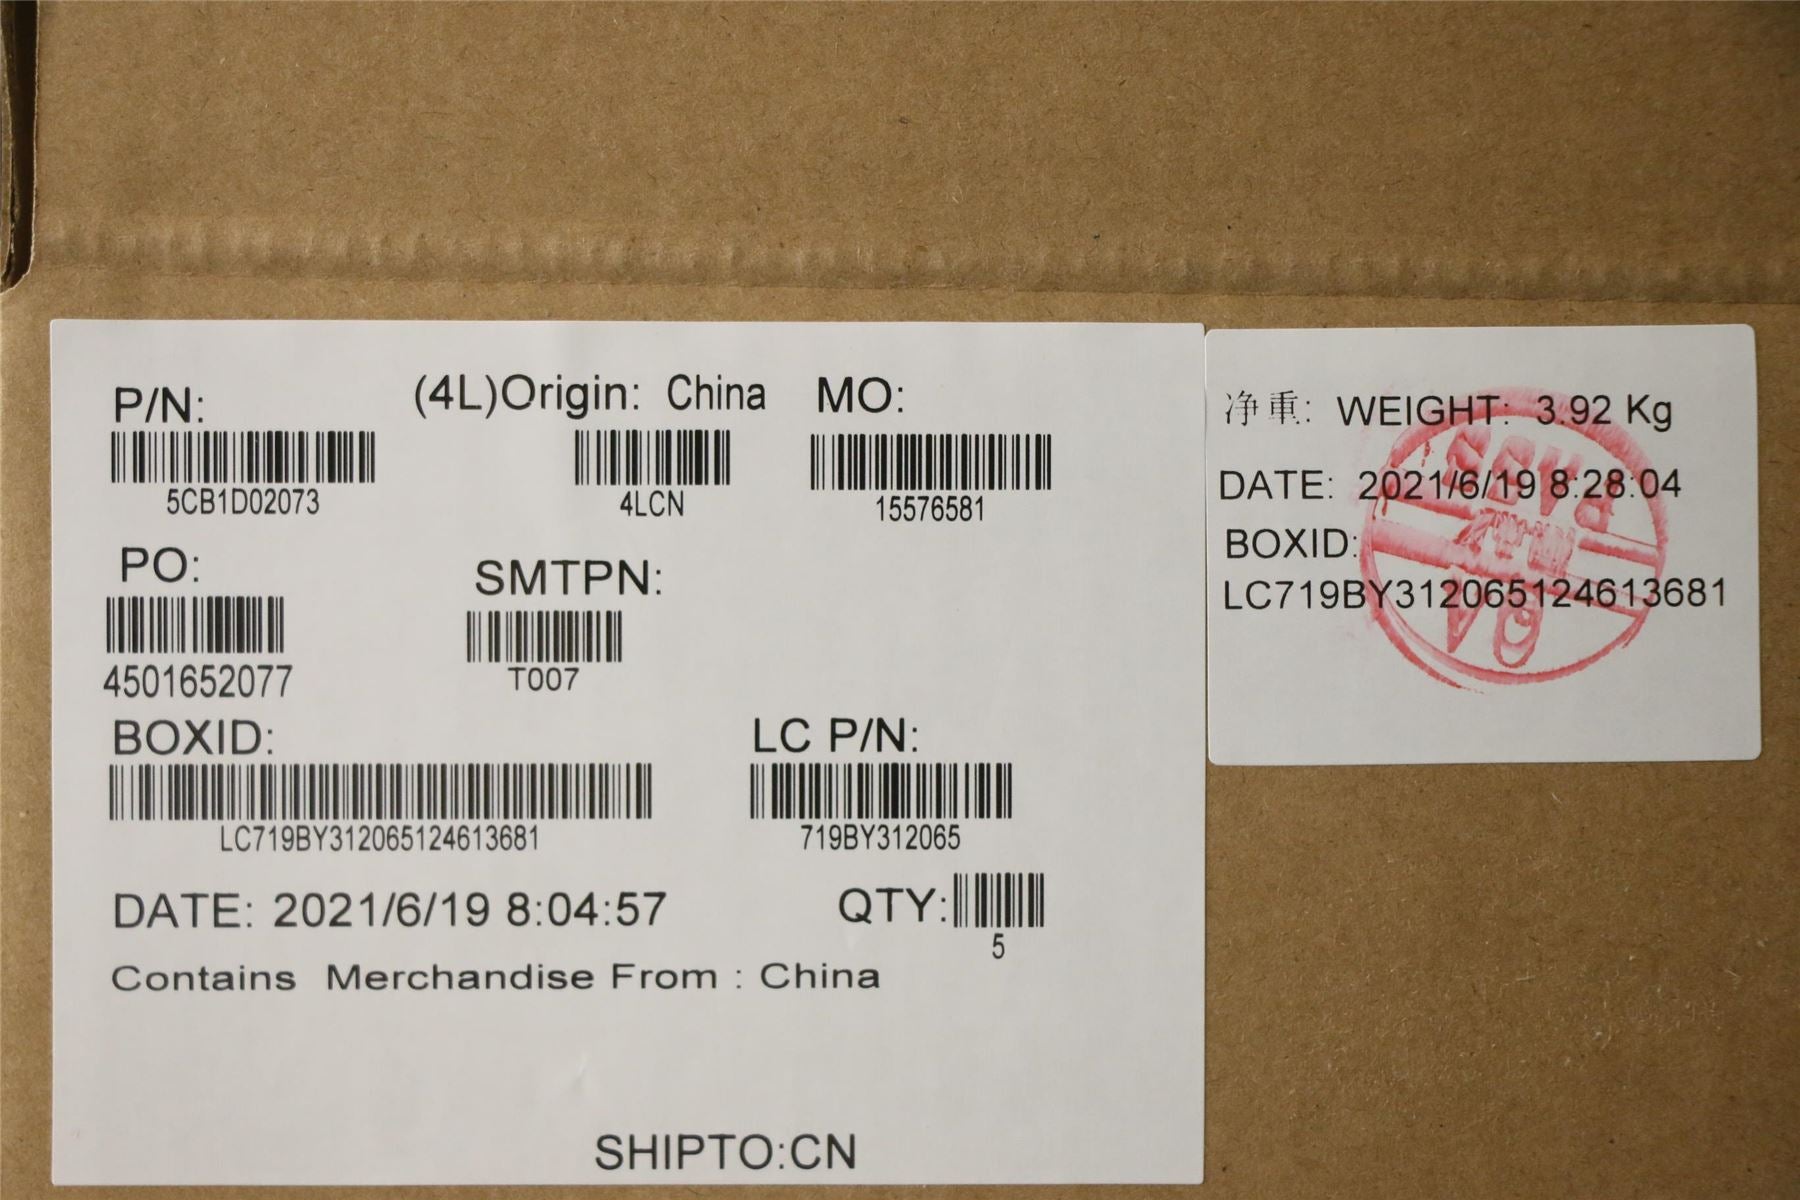 P/N:
5CB1D02073
(4L)Origin: China
4LCN
MO:
15576581
PO:
4501652077
SMTPN:
T007
BOXID:
LC719BY312065124613681
LC P/N:
719BY312065
DATE: 2021/6/19 8:04:57
QTY:
5
Contains Merchandise From : China
SHIPTO:CN
净重: WEIGHT: 3.92 Kg
DATE: 2021/6/19 8:28:04
BOXID:
LC719BY312065124613681
QA